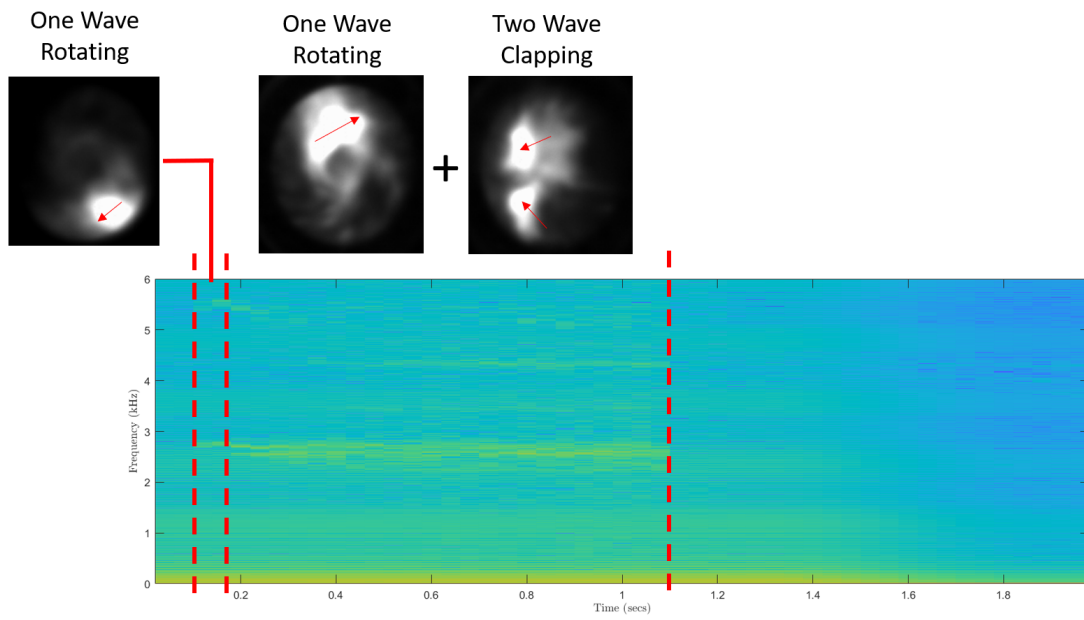 One Wave
Rotating
One Wave
Rotating
+
Two Wave
Clapping
6
5
4
3
2
1
0
Frequency (kHz)
0.2
0.4
0.6
0.8
1
1.2
1.4
1.6
1.8
Time (secs)